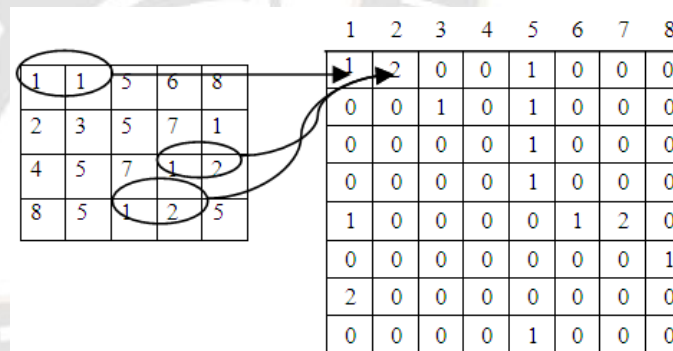 1 2 3 4 5 6 7 8
1 1 5 6 8
2 3 5 7 1
4 5 7 1 2
8 5 1 2 5
1 2 0 0 1 0 0 0
0 0 1 0 1 0 0 0
0 0 0 0 1 0 0 0
0 0 0 0 1 0 0 0
1 0 0 0 0 1 2 0
0 0 0 0 0 0 0 1
2 0 0 0 0 0 0 0
0 0 0 0 1 0 0 0